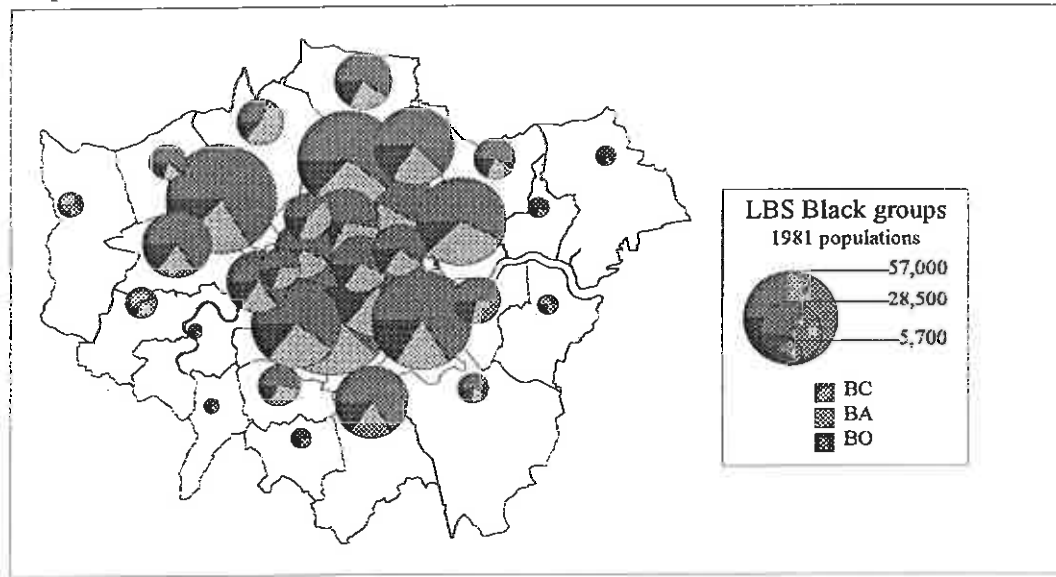 LBS Black groups
1981 populations
57,000
28,500
5,700
BC
BA
BO